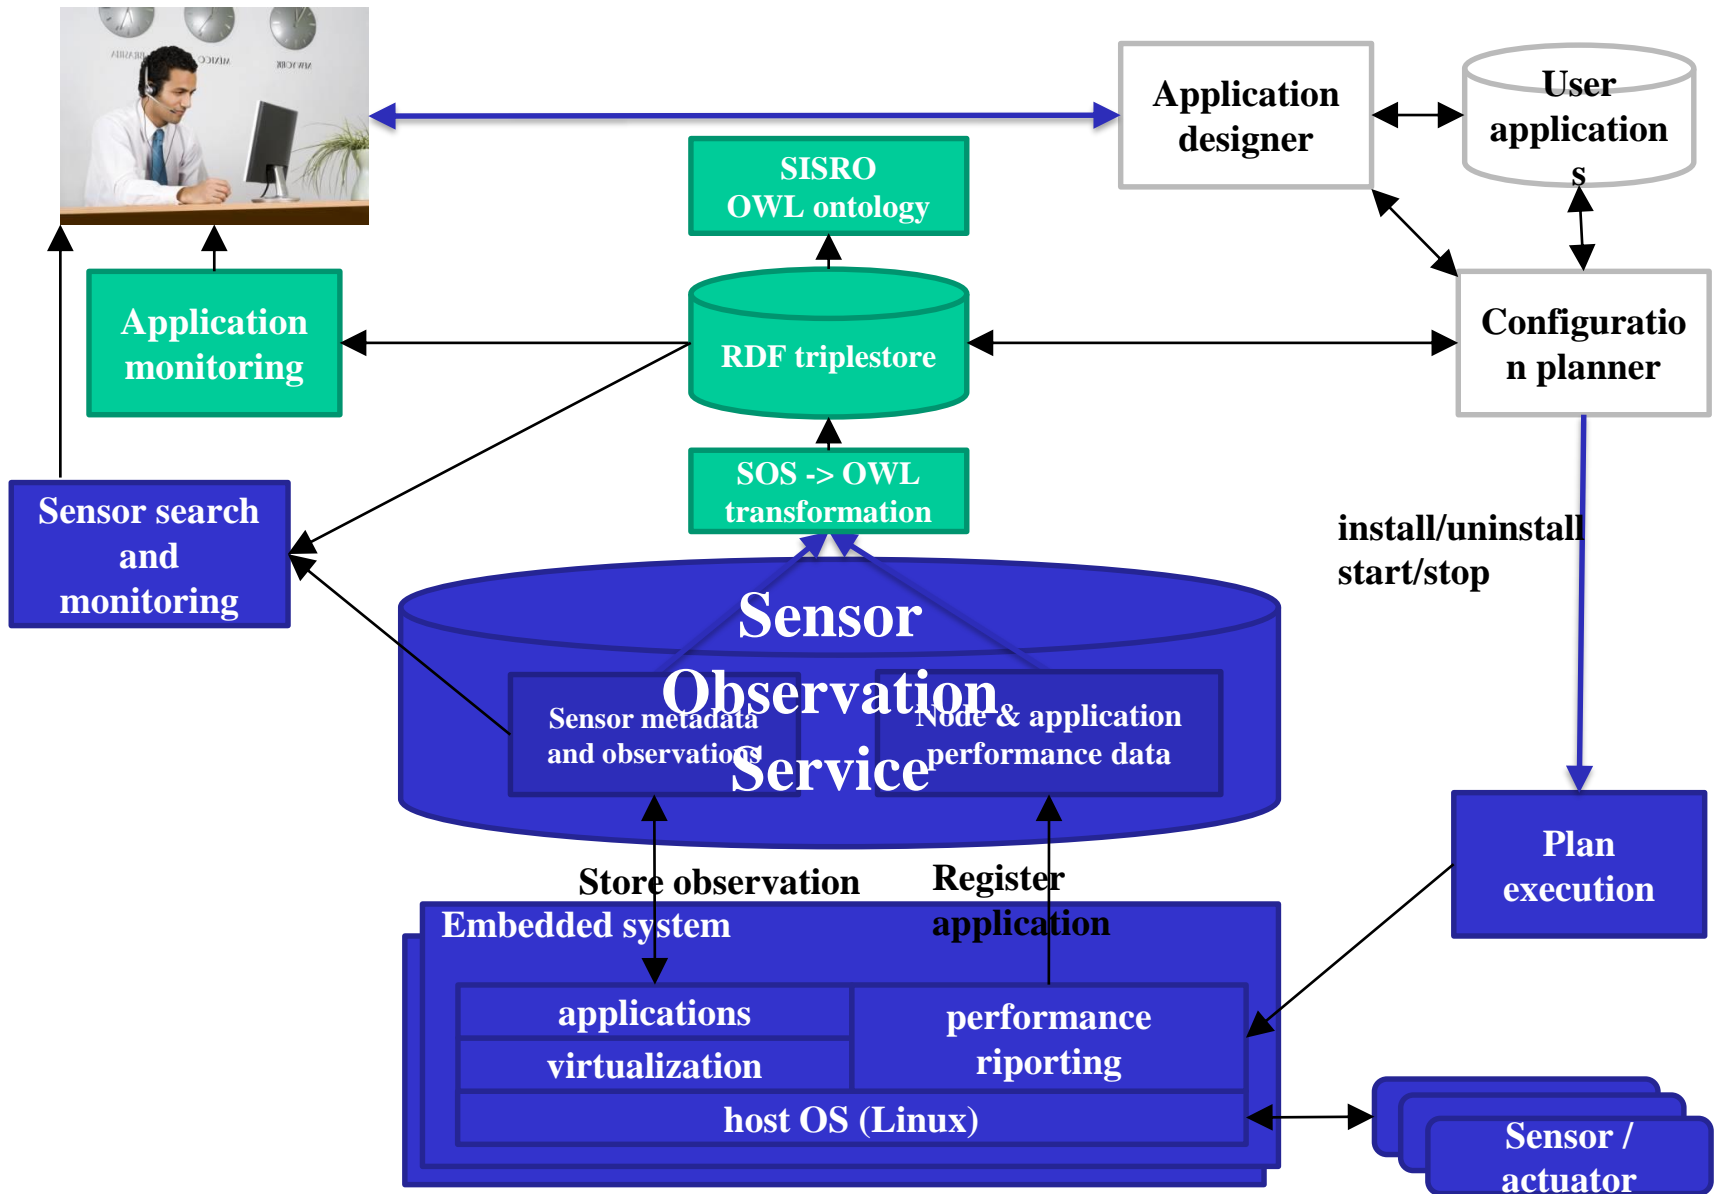 Application
designer
User
application
s
SISRO
OWL ontology
Application
monitoring
RDF triplestore
Configuratio
n planner
SOS -> OWL
transformation
Sensor search
and
monitoring
install/uninstall
start/stop
Sensor
Observation
Service
Sensor metadata
and observations
Node & application
performance data
Plan
execution
Store observation
Register
application
Embedded system
applications
virtualization
performance
riporting
host OS (Linux)
Sensor /
actuator